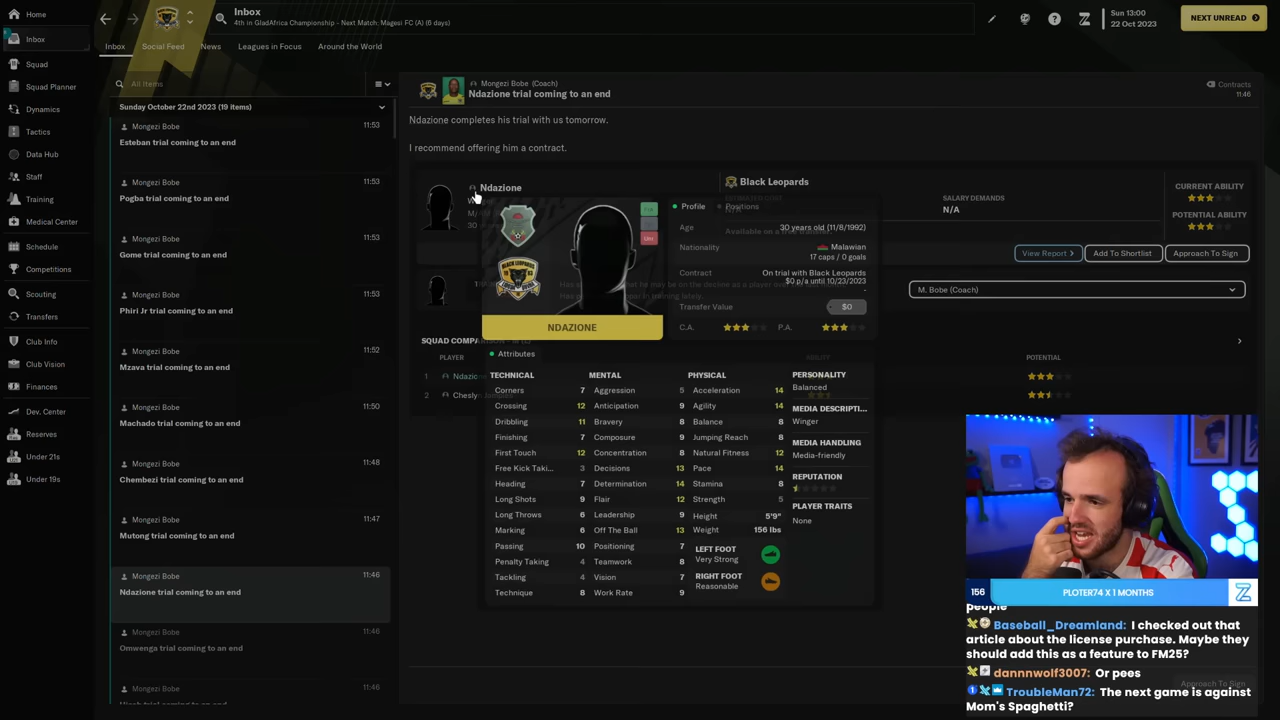 Home
Inbox
Squad
Squad Planner
Dynamics
Tactics
Data Hub
Staff
Training
Medical Center
Schedule
Competitions
Scouting
Transfers
Club Info
Club Vision
Finances
Dev. Center
Reserves
Under 21s
Under 19s
Inbox
4th in GladAfrica Championship - Next Match: Magesi FC (A) (6 days)
Sun 13:00
22 Oct 2023
NEXT UNREAD
Inbox Social Feed News Leagues in Focus Around the World
All Items
Sunday October 22nd 2023 (19 items)
Mongezi Bobe 11:53
Esteban trial coming to an end
Mongezi Bobe 11:53
Pogba trial coming to an end
Mongezi Bobe 11:53
Gome trial coming to an end
Mongezi Bobe 11:53
Phiri Jr trial coming to an end
Mongezi Bobe 11:52
Mzava trial coming to an end
Mongezi Bobe 11:50
Machado trial coming to an end
Mongezi Bobe 11:48
Chembezi trial coming to an end
Mongezi Bobe 11:47
Mutong trial coming to an end
Mongezi Bobe 11:46
Ndazione trial coming to an end
Mongezi Bobe 11:46
Omwenga trial coming to an end
Mongezi Bobe 11:46
Mongezi Bobe (Coach)
Ndazione trial coming to an end
Contracts
11:46
Ndazione completes his trial with us tomorrow.
I recommend offering him a contract.
Ndazione
Black Leopards
N/A
SALARY DEMANDS
N/A
CURRENT ABILITY
POTENTIAL ABILITY
View Report
Add To Shortlist
Approach To Sign
M. Bobe (Coach)
SQUAD COMPARISON
PLAYER ABILITY POTENTIAL
1 Ndazione
2 Chesly
NDAZIONE
Profile Positions
Age 30 years old (11/8/1992)
Nationality Malawian
17 caps / 0 goals
Contract On trial with Black Leopards
$0 p/a until 10/23/2023
-
Transfer Value $0
C.A. P.A.
Attributes
TECHNICAL MENTAL PHYSICAL
Corners 7 Aggression 5 Acceleration 14
Crossing 12 Anticipation 9 Agility 14
Dribbling 11 Bravery 8 Balance 8
Finishing 7 Composure 9 Jumping Reach 8
First Touch 12 Concentration 8 Natural Fitness 12
Free Kick Taki... 3 Decisions 13 Pace 14
Heading 7 Determination 14 Stamina 8
Long Shots 9 Flair 12 Strength 5
Long Throws 6 Leadership 9 Height 5'9"
Marking 6 Off The Ball 13 Weight 156 lbs
Passing 10 Positioning 7
Penalty Taking 4 Teamwork 8
Tackling 4 Vision 7
Technique 8 Work Rate 9
LEFT FOOT
Very Strong
RIGHT FOOT
Reasonable
PERSONALITY
Balanced
MEDIA DESCRIPTI...
Winger
MEDIA HANDLING
Media-friendly
REPUTATION
PLAYER TRAITS
None
156 PLOTER74 X 1 MONTHS
people
Baseball_Dreamland: I checked out that
article about the license purchase. Maybe they
should add this as a feature to FM25?
dannnwolf3007: Or pees
TroubleMan72: The next game is against
Mom's Spaghetti?
Approach To Sign